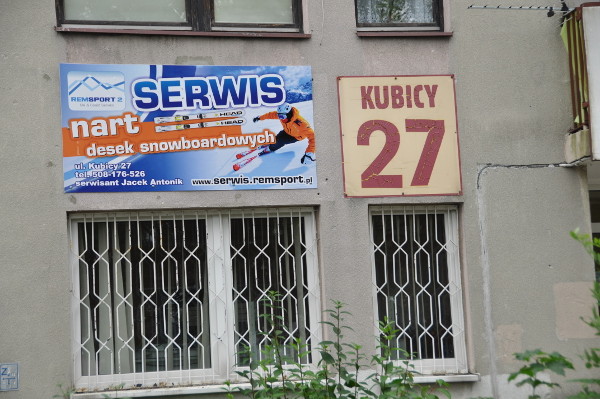 REMSPORT 2
SERWIS
nart
HEAD
HEAD
desek snowboardowych
ul. Kubicy 27
tel. 508-176-526
serwisant Jacek Antonik
www.serwis.remsport.pl
KUBICY
27